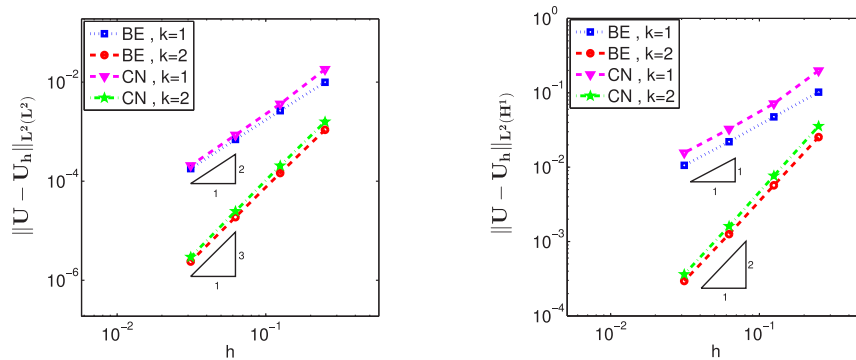 BE , k=1
BE , k=2
CN , k=1
CN , k=2
10^-2
10^-4
10^-6
‖U − U_h‖_{L²(L²)}
2
1
3
1
10^-2
10^-1
h
BE , k=1
BE , k=2
CN , k=1
CN , k=2
10^0
10^-1
10^-2
10^-3
10^-4
‖U − U_h‖_{L²(H¹)}
1
1
2
1
10^-2
10^-1
h